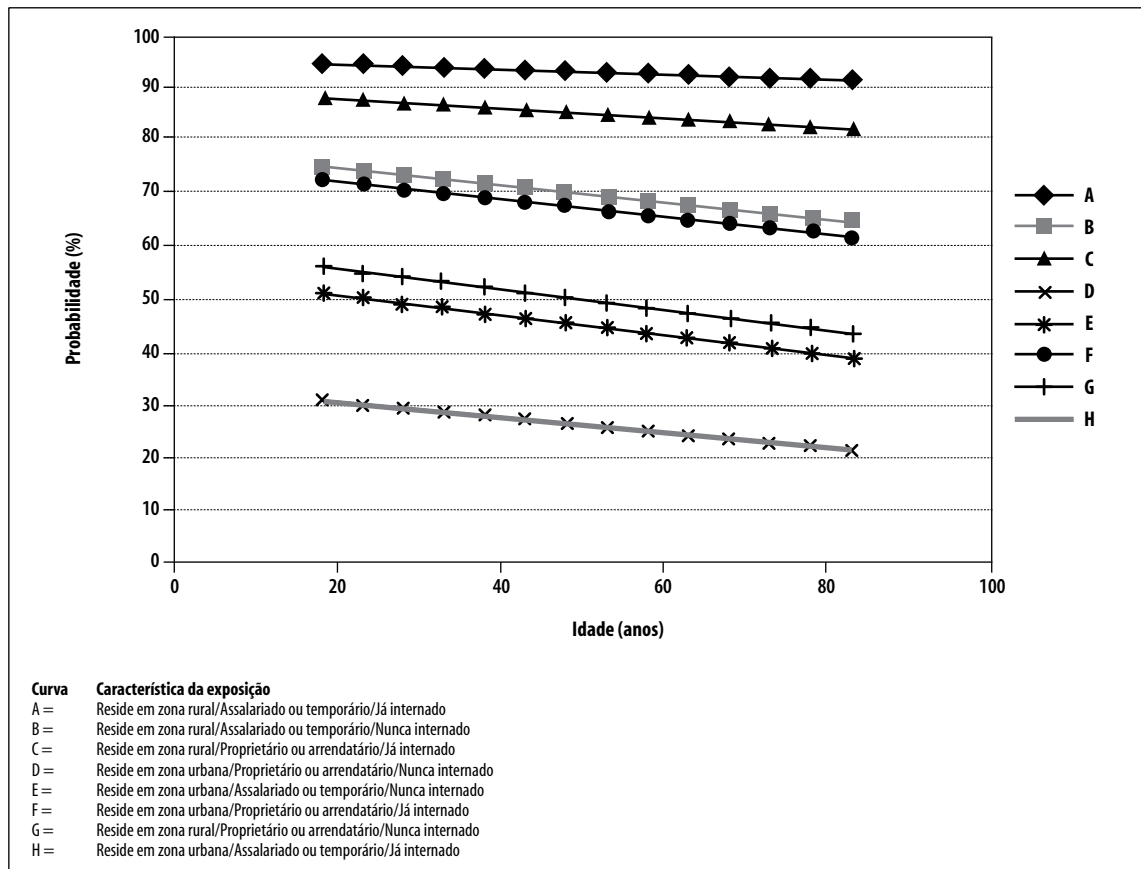 Probabilidade (%)
100
90
80
70
60
50
40
30
20
10
0
0 20 40 60 80 100
Idade (anos)
A
B
C
D
E
F
G
H
Curva Característica da exposição
A = Reside em zona rural/Assalariado ou temporário/Já internado
B = Reside em zona rural/Assalariado ou temporário/Nunca internado
C = Reside em zona rural/Proprietário ou arrendatário/Já internado
D = Reside em zona urbana/Proprietário ou arrendatário/Nunca internado
E = Reside em zona urbana/Assalariado ou temporário/Nunca internado
F = Reside em zona urbana/Proprietário ou arrendatário/Já internado
G = Reside em zona rural/Proprietário ou arrendatário/Nunca internado
H = Reside em zona urbana/Assalariado ou temporário/Já internado